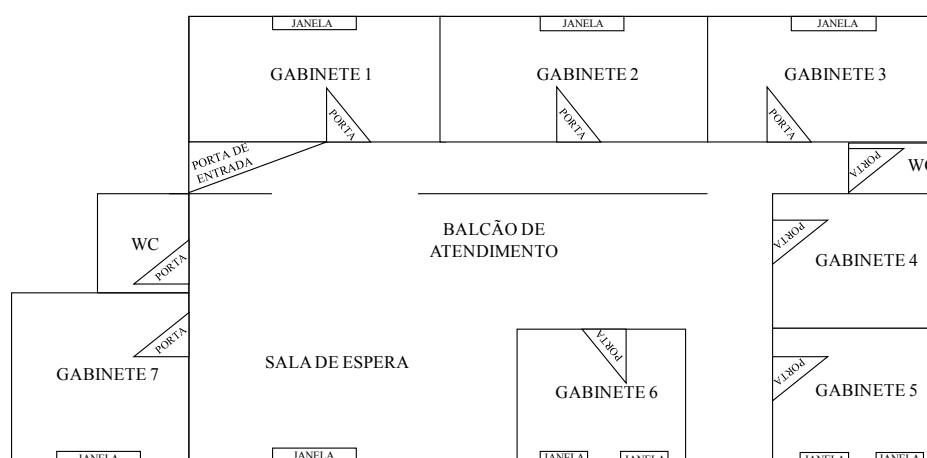 JANELA
JANELA
JANELA
GABINETE 1
GABINETE 2
GABINETE 3
PORTA
PORTA
PORTA
PORTA DE
ENTRADA
PORTA
WC
WC
PORTA
BALCÃO DE
ATENDIMENTO
PORTA
GABINETE 4
PORTA
SALA DE ESPERA
GABINETE 7
PORTA
GABINETE 6
PORTA
GABINETE 5
JANELA
JANELA
JANELA
JANELA
JANELA
JANELA